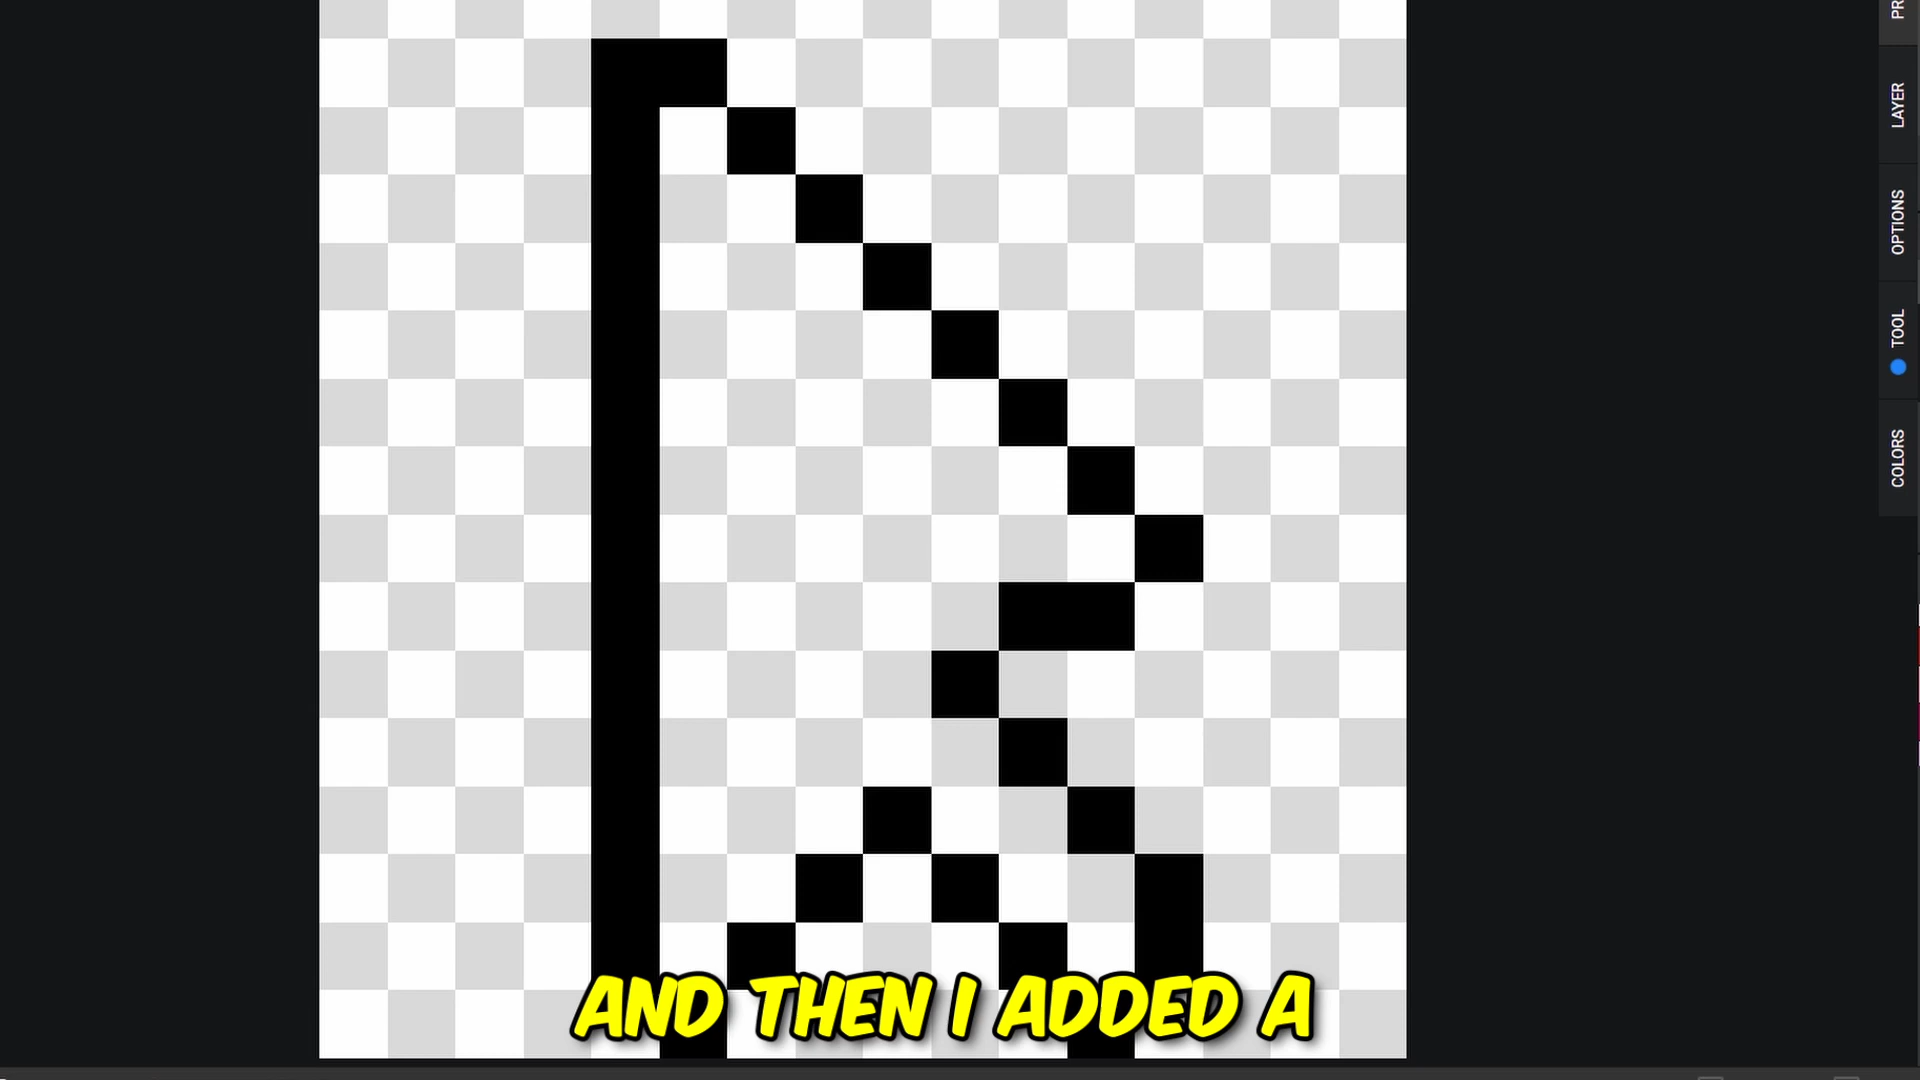 PR
LAYER
OPTIONS
TOOL
COLORS
AND THEN I ADDED A